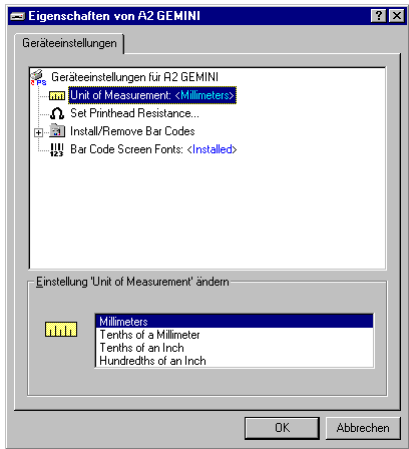 Eigenschaften von A2 GEMINI
Geräteeinstellungen
Geräteeinstellungen für A2 GEMINI
Unit of Measurement: <Millimeters>
Set Printhead Resistance...
Install/Remove Bar Codes
Bar Code Screen Fonts: <Installed>
Einstellung 'Unit of Measurement' ändern
Millimeters
Tenths of a Millimeter
Tenths of an Inch
Hundredths of an Inch
OK Abbrechen